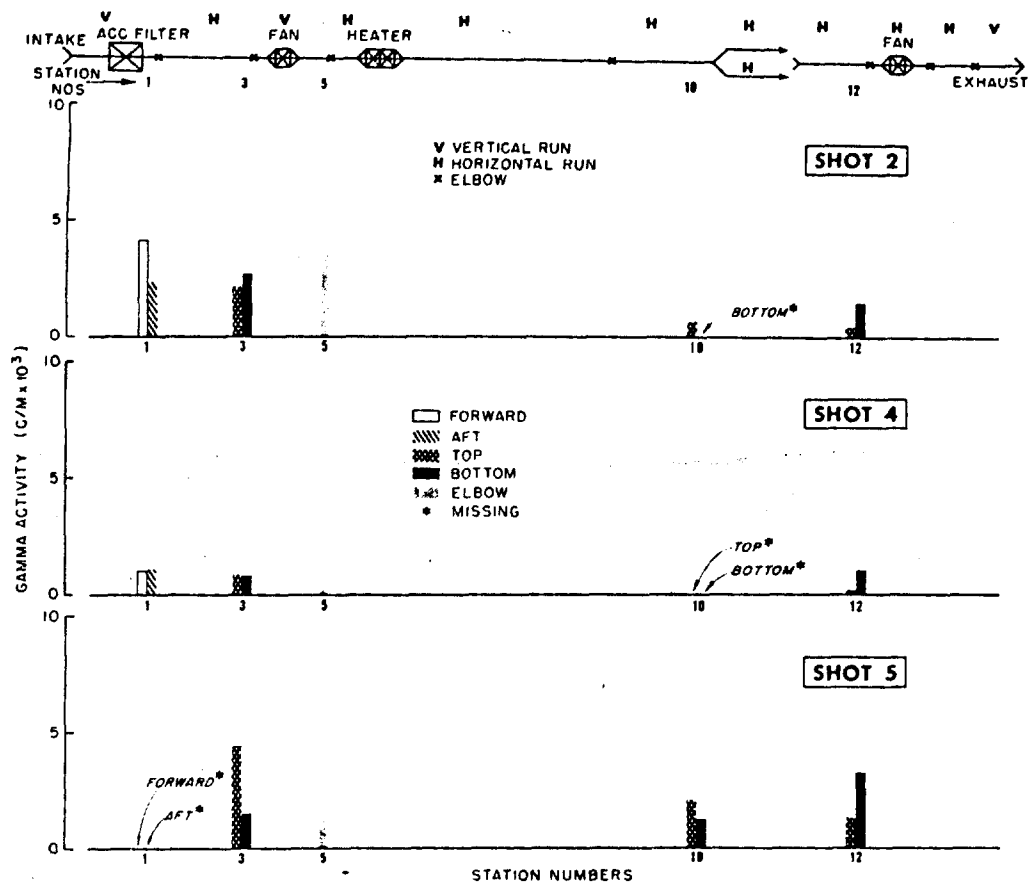 V H V H H H H H H H V
INTAKE ACC FILTER FAN HEATER H FAN
STATION NOS EXHAUST
1 3 5 10 12
V VERTICAL RUN
H HORIZONTAL RUN
x ELBOW
SHOT 2
10
5
0
BOTTOM*
1 3 5 10 12
GAMMA ACTIVITY (C/M x 10³)
SHOT 4
10
5
0
FORWARD
AFT
TOP
BOTTOM
ELBOW
* MISSING
TOP*
BOTTOM*
1 3 5 10 12
SHOT 5
10
5
0
FORWARD*
AFT*
1 3 5 10 12
STATION NUMBERS